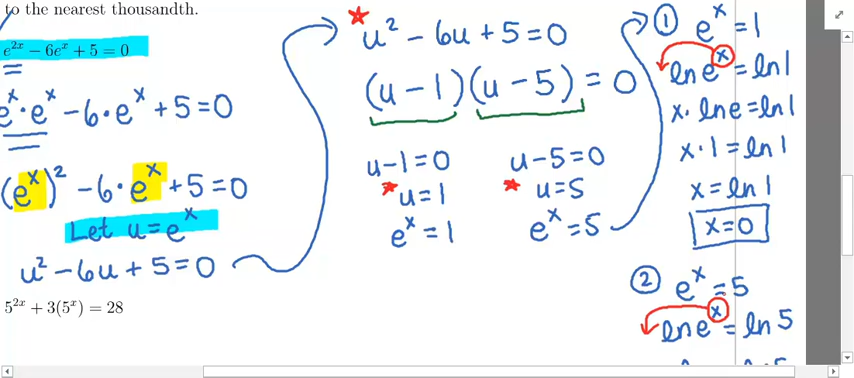 to the nearest thousandth.
e^{2x} − 6e^x + 5 = 0
e^x · e^x − 6 · e^x + 5 = 0
(e^x)^2 − 6 · e^x + 5 = 0
Let u = e^x
u^2 − 6u + 5 = 0
5^{2x} + 3(5^x) = 28
* u^2 − 6u + 5 = 0
(u − 1)(u − 5) = 0
u − 1 = 0
* u = 1
e^x = 1
u − 5 = 0
* u = 5
e^x = 5
① e^x = 1
ln e^x = ln 1
x · ln e = ln 1
x · 1 = ln 1
x = ln 1
x = 0
② e^x = 5
ln e^x = ln 5